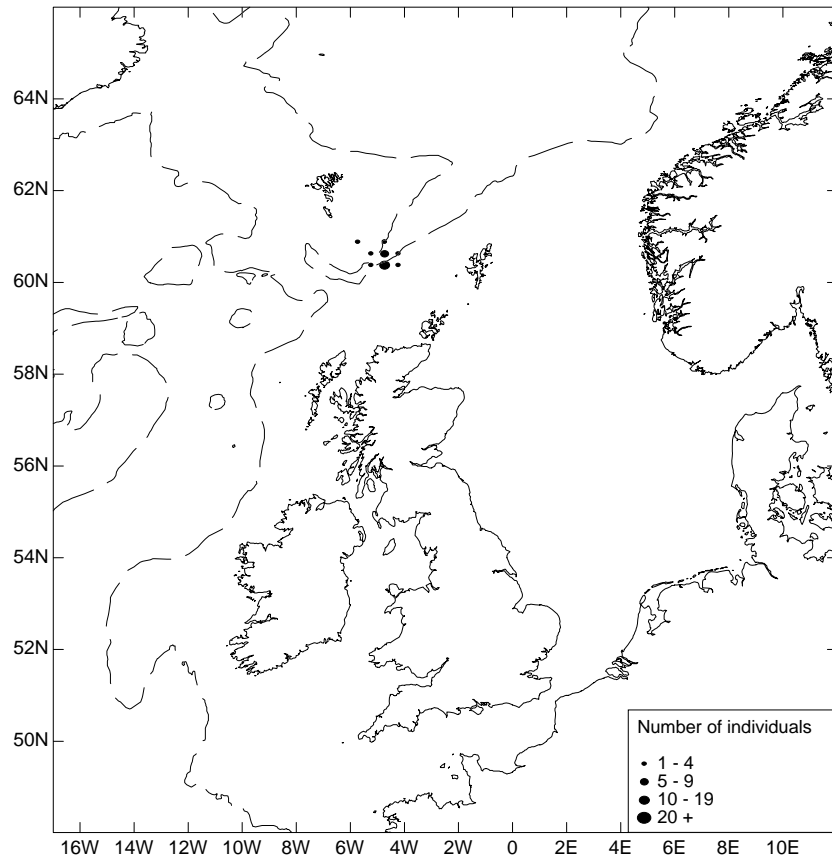 64N
62N
60N
58N
56N
54N
52N
50N
Number of individuals
1 - 4
5 - 9
10 - 19
20 +
16W 14W 12W 10W 8W 6W 4W 2W 0 2E 4E 6E 8E 10E